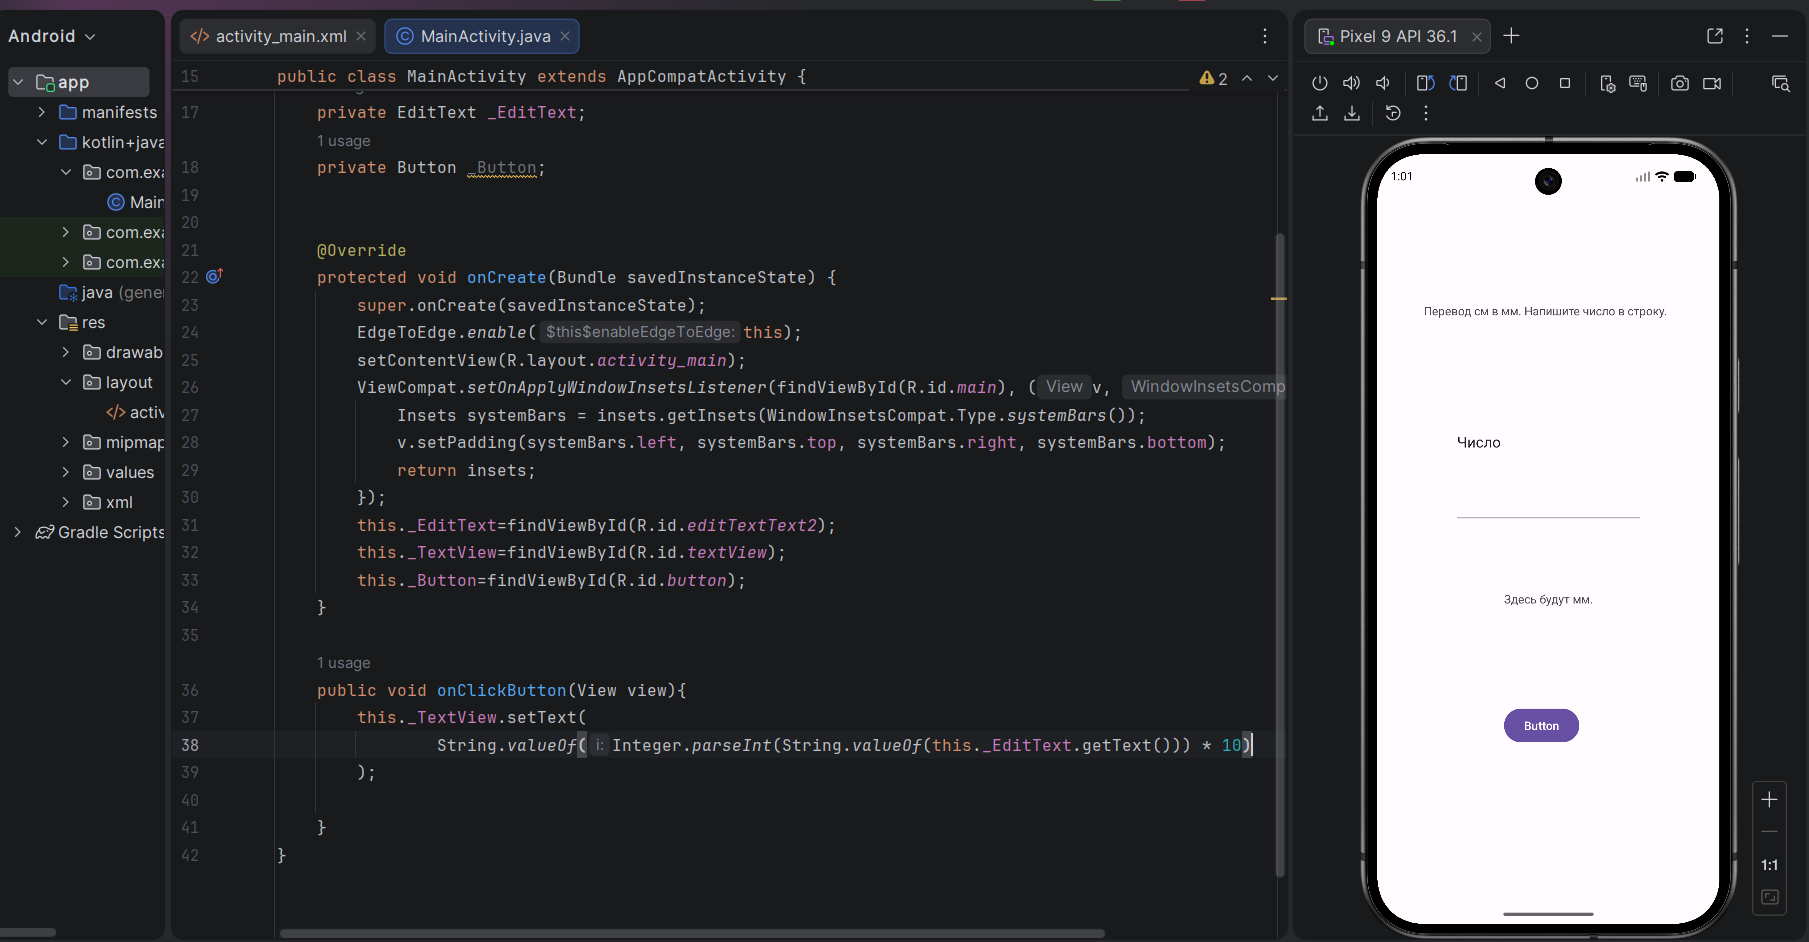 Android
activity_main.xml
MainActivity.java
Pixel 9 API 36.1
app
manifests
kotlin+java
com.exa
Main
com.exa
com.exa
java (gener
res
drawab
layout
activ
mipmap
values
xml
Gradle Scripts
15 public class MainActivity extends AppCompatActivity {
2
17 private EditText _EditText;
1 usage
18 private Button _Button;
19
20
21 @Override
22 protected void onCreate(Bundle savedInstanceState) {
23 super.onCreate(savedInstanceState);
24 EdgeToEdge.enable( $this$enableEdgeToEdge: this);
25 setContentView(R.layout.activity_main);
26 ViewCompat.setOnApplyWindowInsetsListener(findViewById(R.id.main), ( View v, WindowInsetsComp
27 Insets systemBars = insets.getInsets(WindowInsetsCompat.Type.systemBars());
28 v.setPadding(systemBars.left, systemBars.top, systemBars.right, systemBars.bottom);
29 return insets;
30 });
31 this._EditText=findViewById(R.id.editTextText2);
32 this._TextView=findViewById(R.id.textView);
33 this._Button=findViewById(R.id.button);
34 }
35
1 usage
36 public void onClickButton(View view){
37 this._TextView.setText(
38 String.valueOf( i: Integer.parseInt(String.valueOf(this._EditText.getText())) * 10)
39 );
40
41 }
42 }
1:01
Перевод см в мм. Напишите число в строку.
Число
Здесь будут мм.
Button
1:1